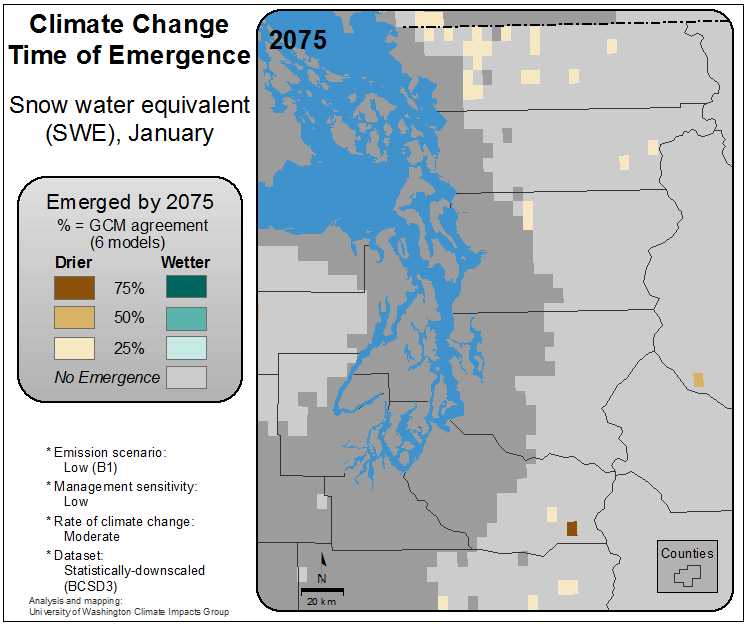 Climate Change
Time of Emergence
Snow water equivalent
(SWE), January
Emerged by 2075
% = GCM agreement
(6 models)
Drier Wetter
75%
50%
25%
No Emergence
* Emission scenario:
Low (B1)
* Management sensitivity:
Low
* Rate of climate change:
Moderate
* Dataset:
Statistically-downscaled
(BCSD3)
Analysis and mapping:
University of Washington Climate Impacts Group
2075
N
20 km
Counties